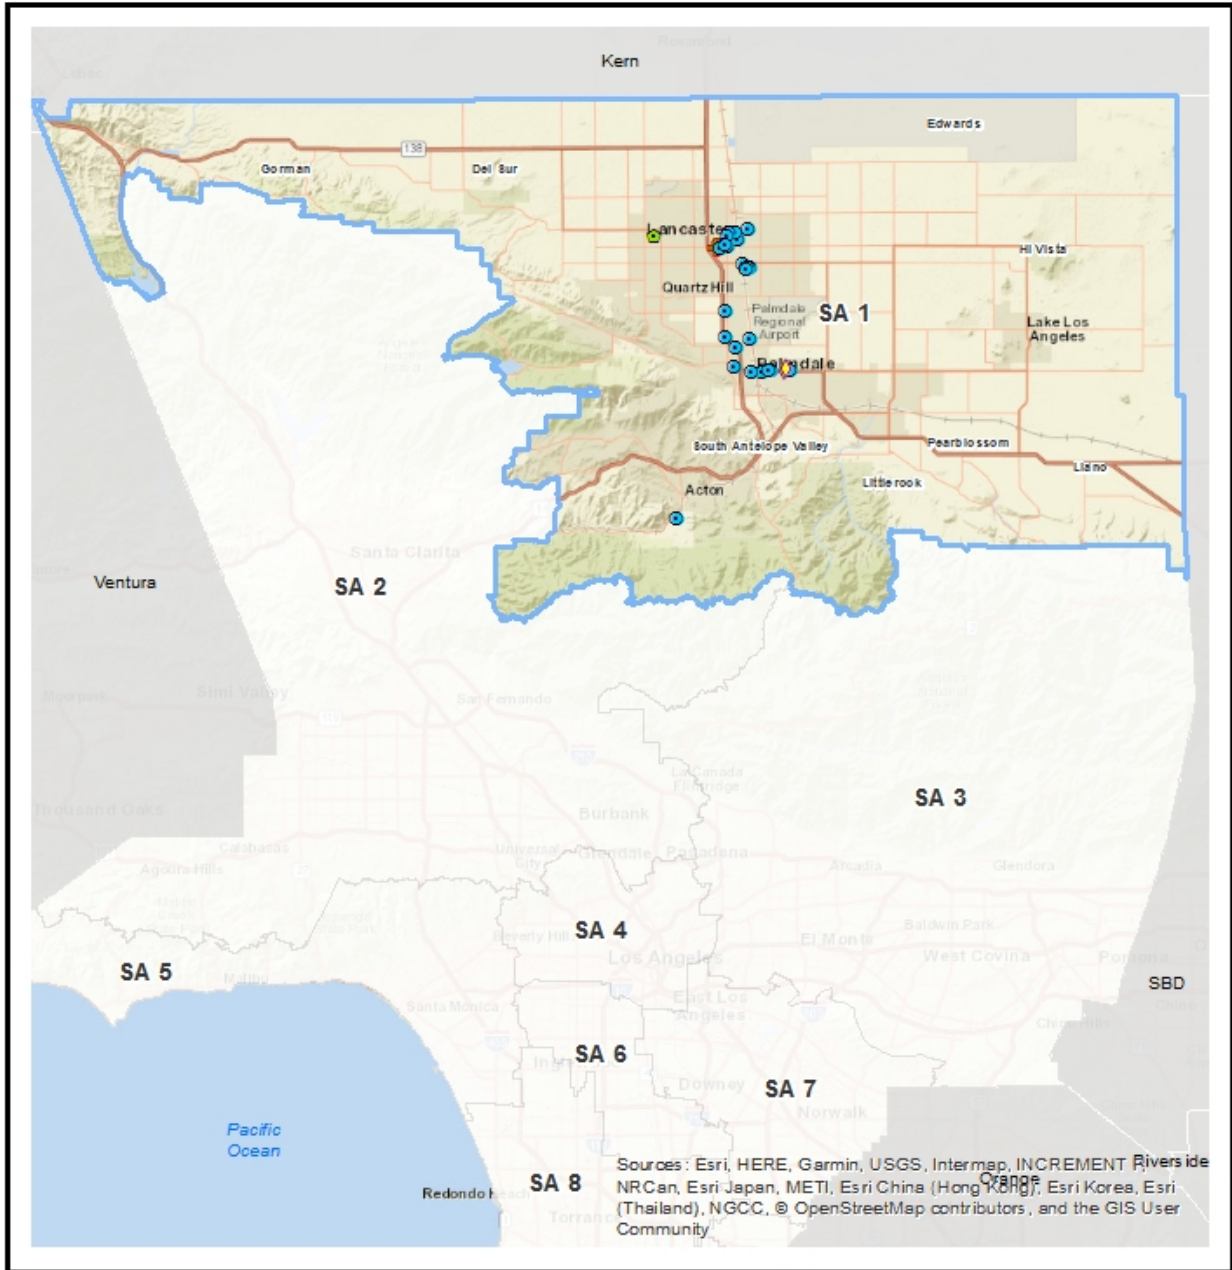 Rosamond
Kern
Lebec
Edwards
138
Gorman
Del Sur
Lancaster
Hi Vista
Quartz Hill
Palmdale
Regional
Airport
SA 1
Lake Los
Angeles
Palmdale
South Antelope Valley
Pearblossom
Llano
Littlerook
Acton
Santa Clarita
Ventura
SA 2
Moorpark
Simi Valley
San Fernando
La Canada
Flintridge
SA 3
Thousand Oaks
Burbank
Calabasas
Universal
City
Glendale
Pasadena
Agoura Hills
Arcadia
Glendora
SA 4
Beverly Hill
Baldwin Park
El Monte
Los Angeles
West Covina
Pomona
SA 5
Malibu
SBD
Chino
Santa Monica
East Los
Angeles
Chino Hills
SA 6
Downey
SA 7
Norwalk
Pacific
Ocean
Riverside
Orange
Redondo Beach
SA 8
Torrance
Sources: Esri, HERE, Garmin, USGS, Intermap, INCREMENT P,
NRCan, Esri Japan, METI, Esri China (Hong Kong), Esri Korea, Esri
(Thailand), NGCC, © OpenStreetMap contributors, and the GIS User
Community